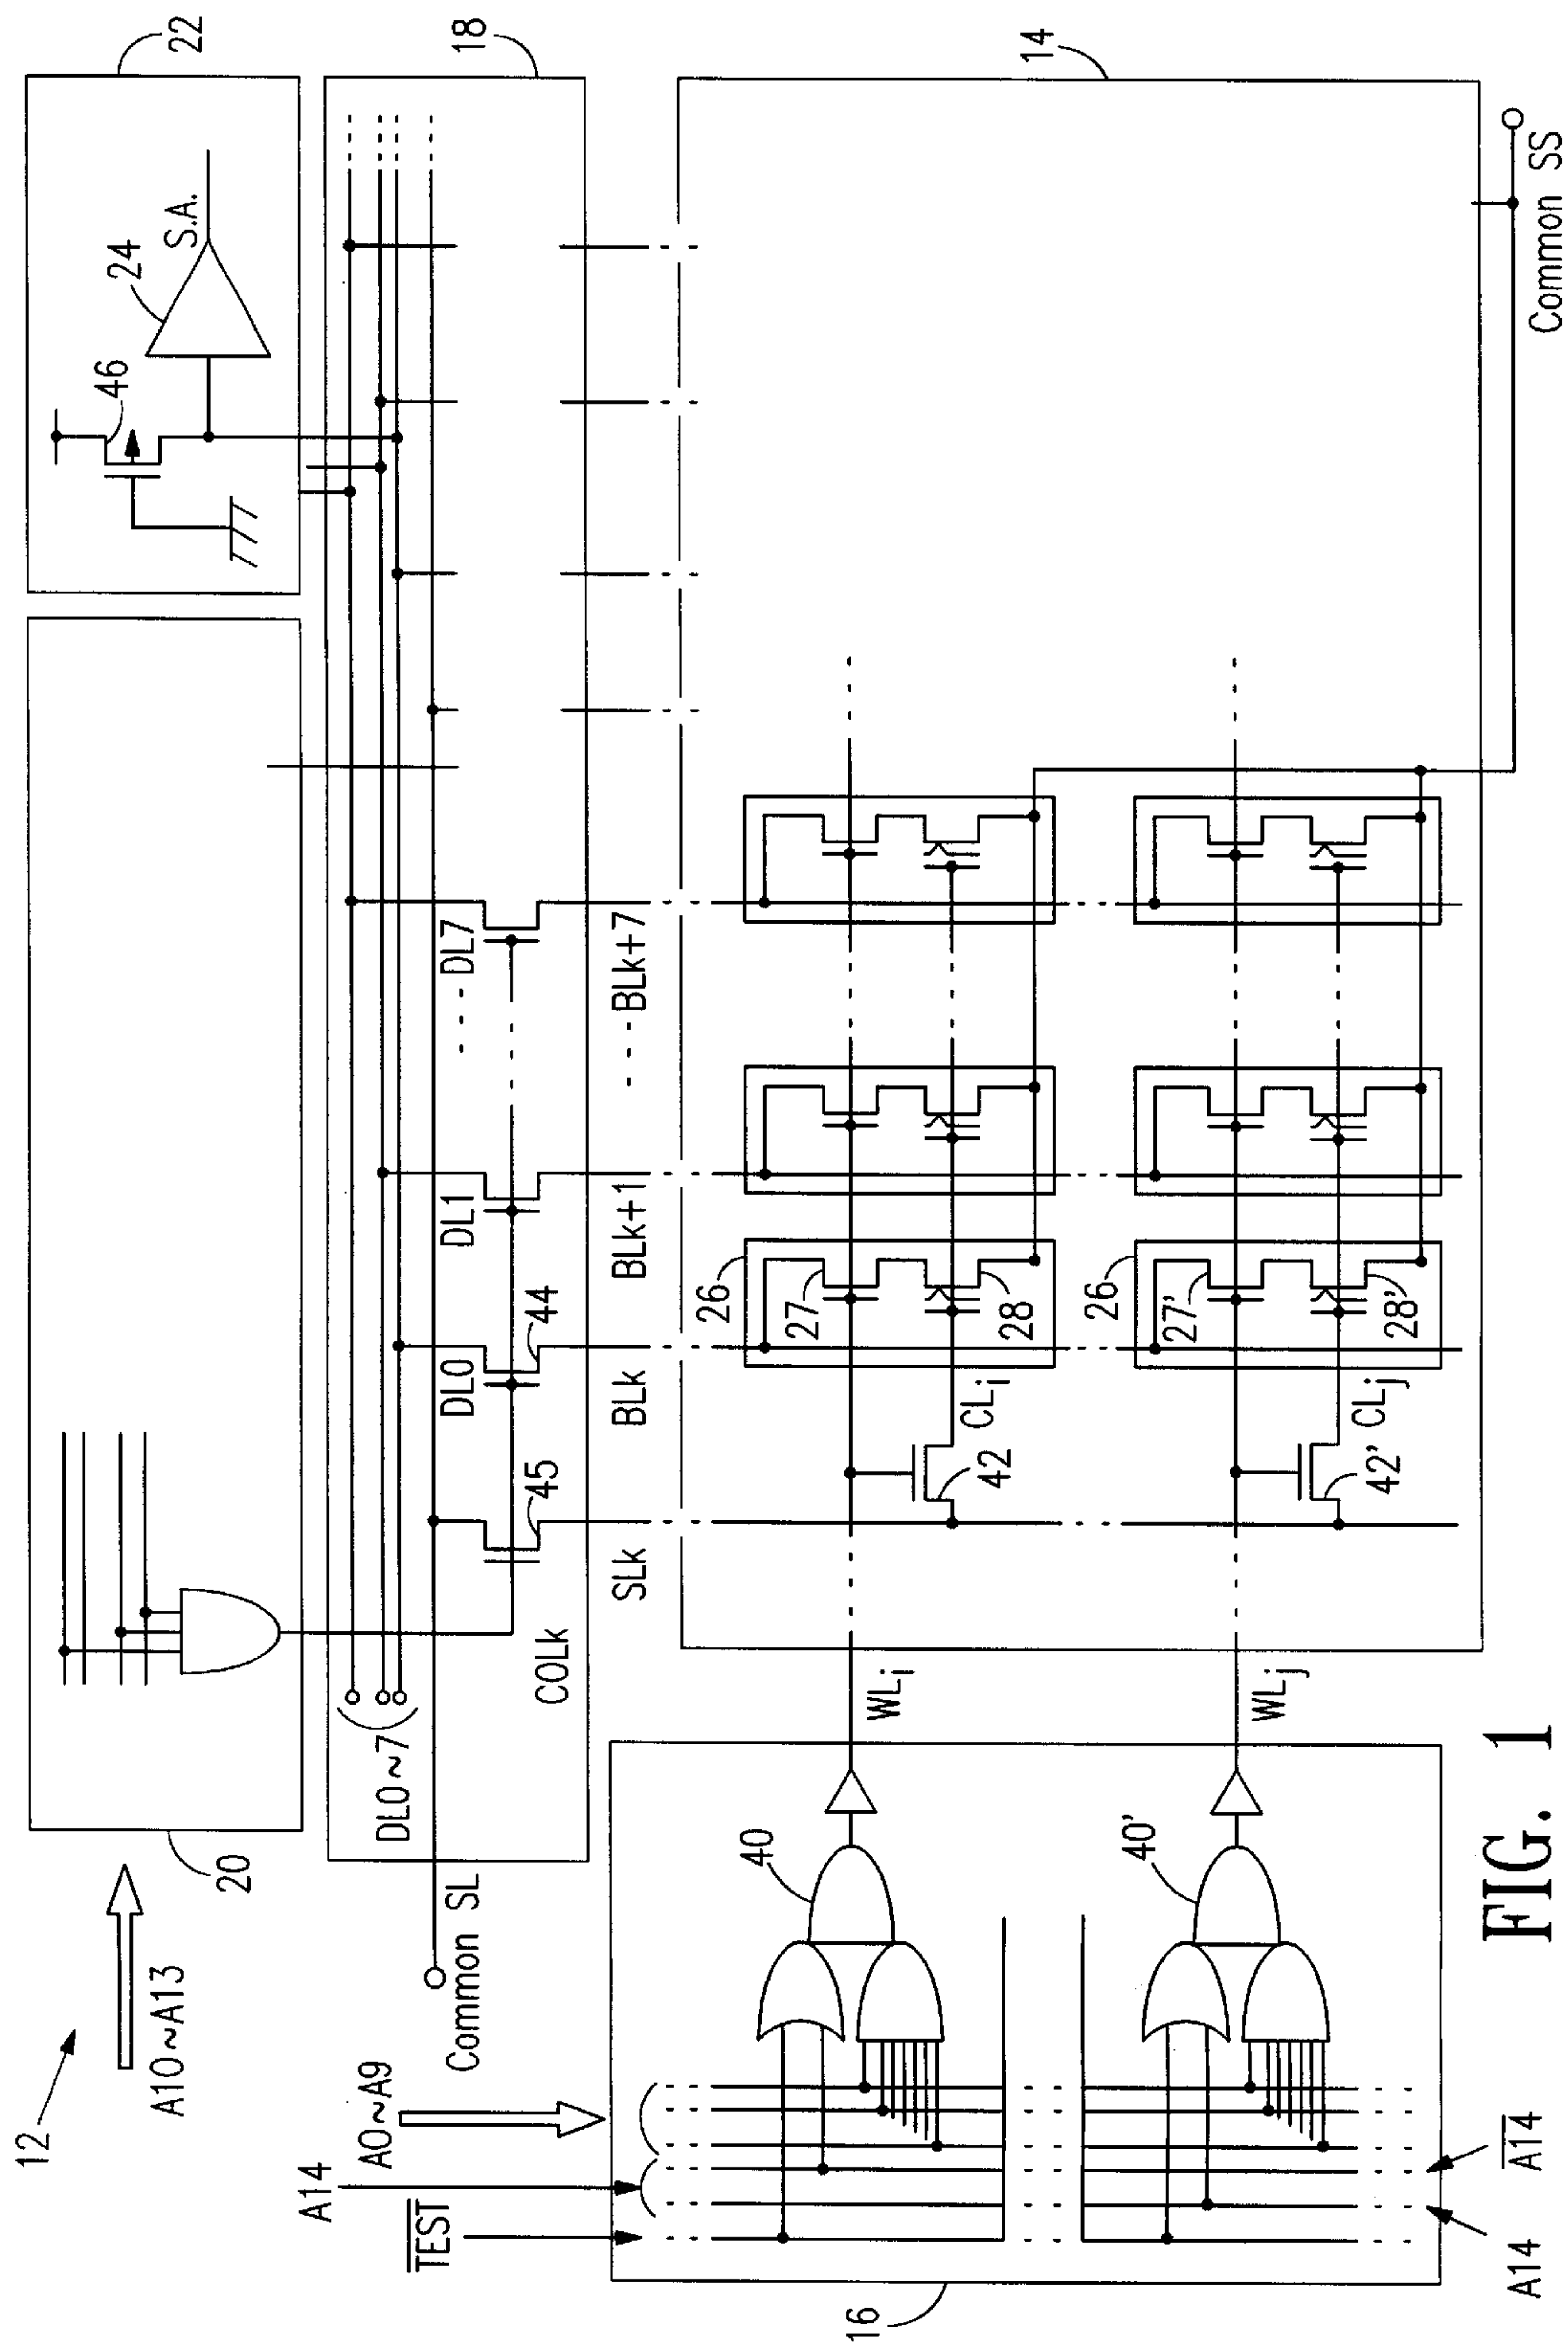 12
A10~A13
20
22
46
24
S.A.
18
Common SL
DL0~7
COLk
45
DL0
44
DL1
DL7
SLk
BLk
BLk+1
BLk+7
14
A14
A0~A9
TEST
16
40
WLi
42
CLi
26
27
28
40'
WLj
42'
CLj
26
27'
28'
A14
A14
Common SS
FIG. 1